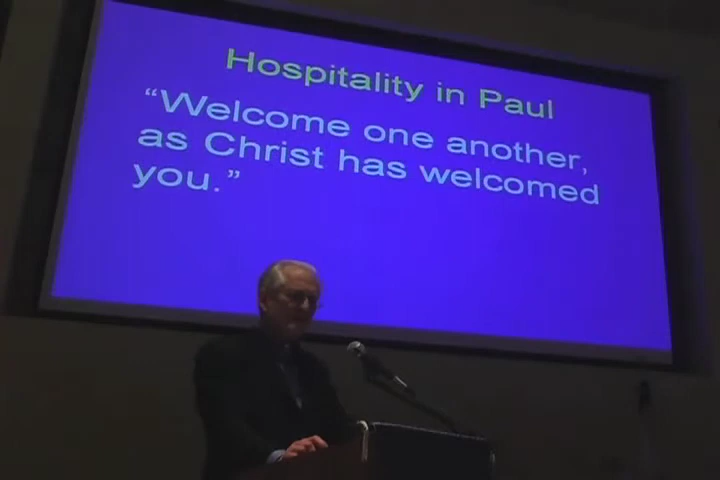 Hospitality in Paul
“Welcome one another,
as Christ has welcomed
you.”